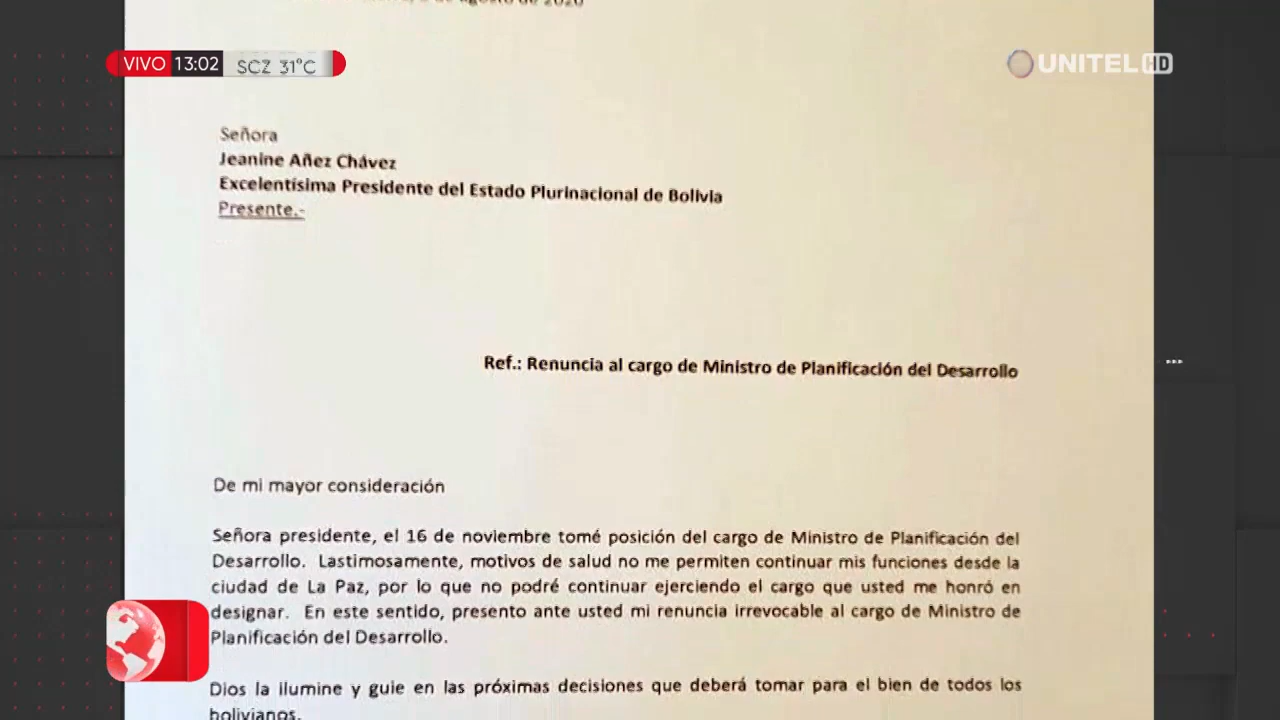 de agosto de 2020
VIVO 13:02 SCZ 31°C
UNITEL HD
Señora
Jeanine Añez Chávez
Excelentísima Presidente del Estado Plurinacional de Bolivia
Presente.-
Ref.: Renuncia al cargo de Ministro de Planificación del Desarrollo
De mi mayor consideración
Señora presidente, el 16 de noviembre tomé posición del cargo de Ministro de Planificación del
Desarrollo. Lastimosamente, motivos de salud no me permiten continuar mis funciones desde la
ciudad de La Paz, por lo que no podré continuar ejerciendo el cargo que usted me honró en
designar. En este sentido, presento ante usted mi renuncia irrevocable al cargo de Ministro de
Planificación del Desarrollo.
Dios la ilumine y guie en las próximas decisiones que deberá tomar para el bien de todos los
bolivianos.